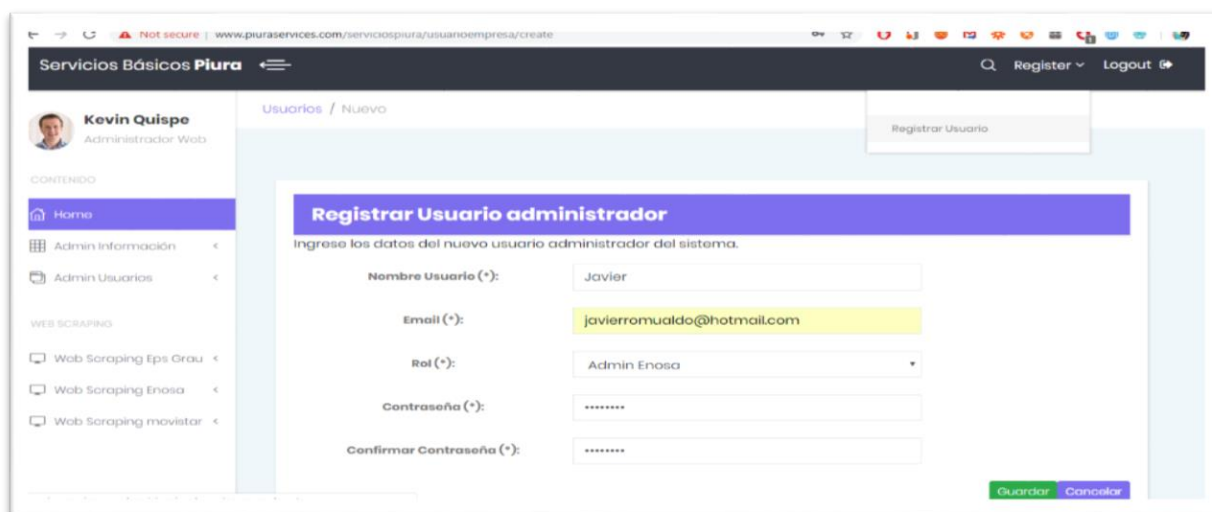 Not secure | www.piuraservices.com/serviciospiura/usuarioempresa/create
Servicios Básicos Piura
Register
Logout
Kevin Quispe
Administrador Web
Usuarios / Nuevo
Registrar Usuario
CONTENIDO
Home
Admin Información
Admin Usuarios
WEB SCRAPING
Web Scraping Eps Grau
Web Scraping Enosa
Web Scraping movistar
Registrar Usuario administrador
Ingrese los datos del nuevo usuario administrador del sistema.
Nombre Usuario (*):
Javier
Email (*):
javierromualdo@hotmail.com
Rol (*):
Admin Enosa
Contraseña (*):
••••••••
Confirmar Contraseña (*):
••••••••
Guardar
Cancelar